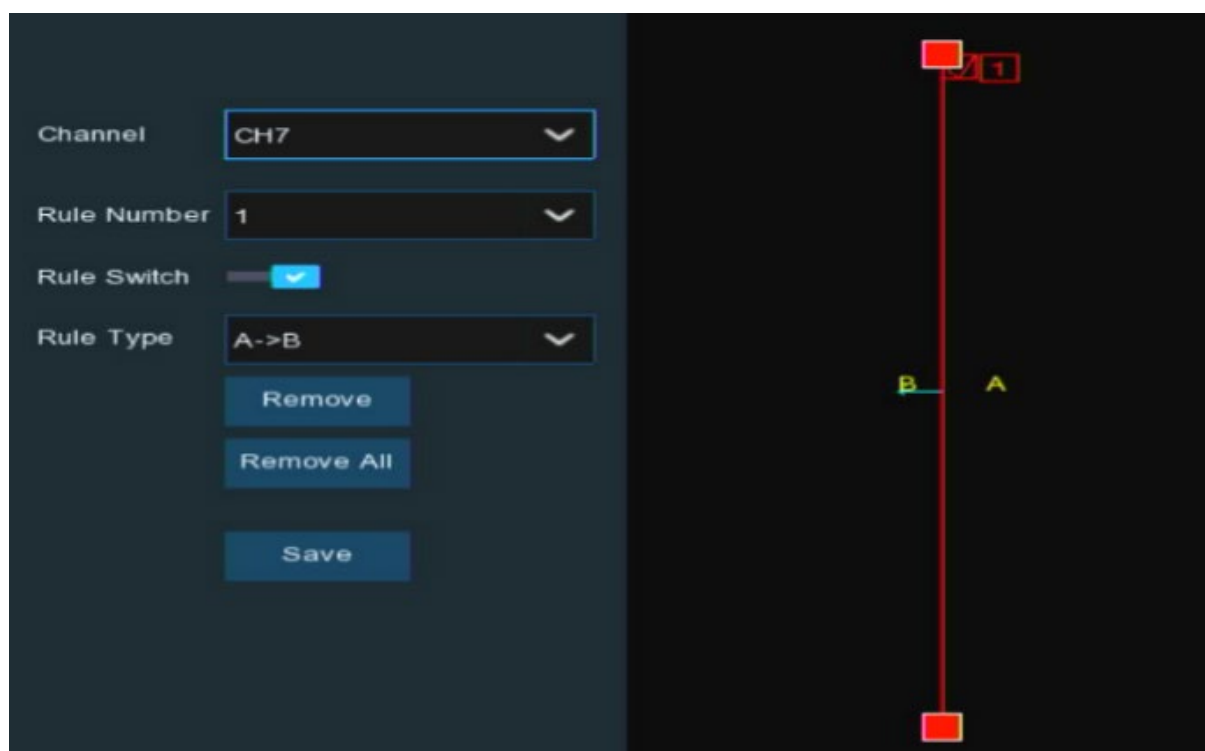 Channel CH7
Rule Number 1
Rule Switch
Rule Type A->B
Remove
Remove All
Save
1
B A